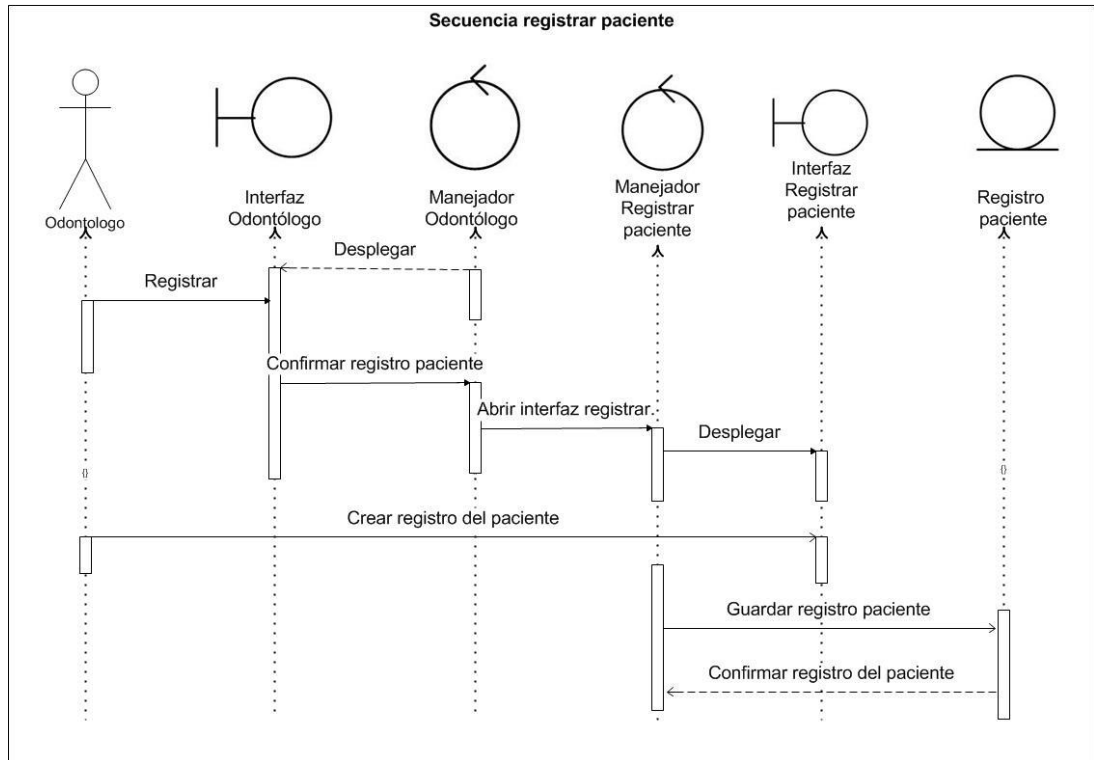 Secuencia registrar paciente
Odontologo
Interfaz
Odontólogo
Manejador
Odontólogo
Manejador
Registrar
paciente
Interfaz
Registrar
paciente
Registro
paciente
Desplegar
Registrar
Confirmar registro paciente
Abrir interfaz registrar.
Desplegar
{}
{}
Crear registro del paciente
Guardar registro paciente
Confirmar registro del paciente